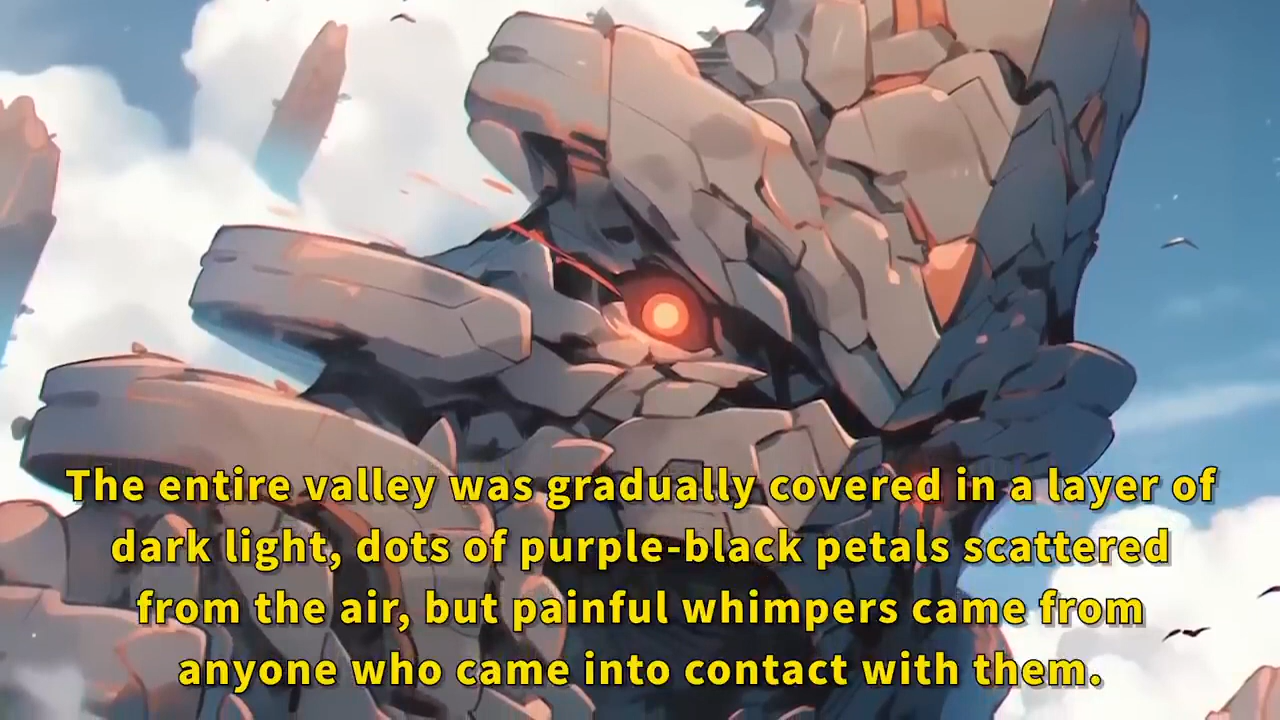 The entire valley was gradually covered in a layer of
dark light, dots of purple-black petals scattered
from the air, but painful whimpers came from
anyone who came into contact with them.